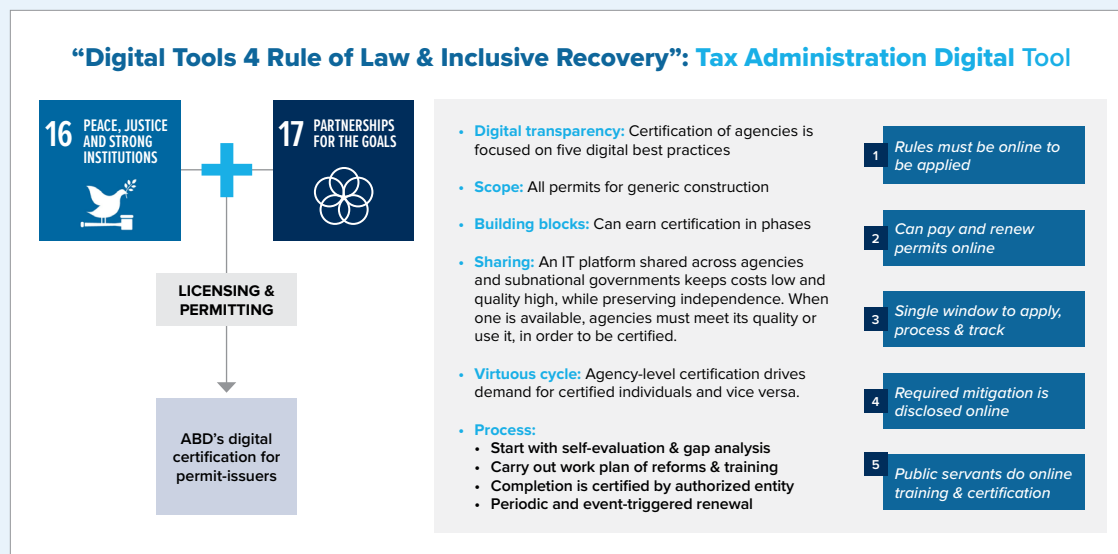 “Digital Tools 4 Rule of Law & Inclusive Recovery”: Tax Administration Digital Tool
16 PEACE, JUSTICE
AND STRONG
INSTITUTIONS
17 PARTNERSHIPS
FOR THE GOALS
LICENSING &
PERMITTING
ABD’s digital
certification for
permit-issuers
• Digital transparency: Certification of agencies is
focused on five digital best practices
• Scope: All permits for generic construction
• Building blocks: Can earn certification in phases
• Sharing: An IT platform shared across agencies
and subnational governments keeps costs low and
quality high, while preserving independence. When
one is available, agencies must meet its quality or
use it, in order to be certified.
• Virtuous cycle: Agency-level certification drives
demand for certified individuals and vice versa.
• Process:
• Start with self-evaluation & gap analysis
• Carry out work plan of reforms & training
• Completion is certified by authorized entity
• Periodic and event-triggered renewal
1 Rules must be online to
be applied
2 Can pay and renew
permits online
3 Single window to apply,
process & track
4 Required mitigation is
disclosed online
5 Public servants do online
training & certification